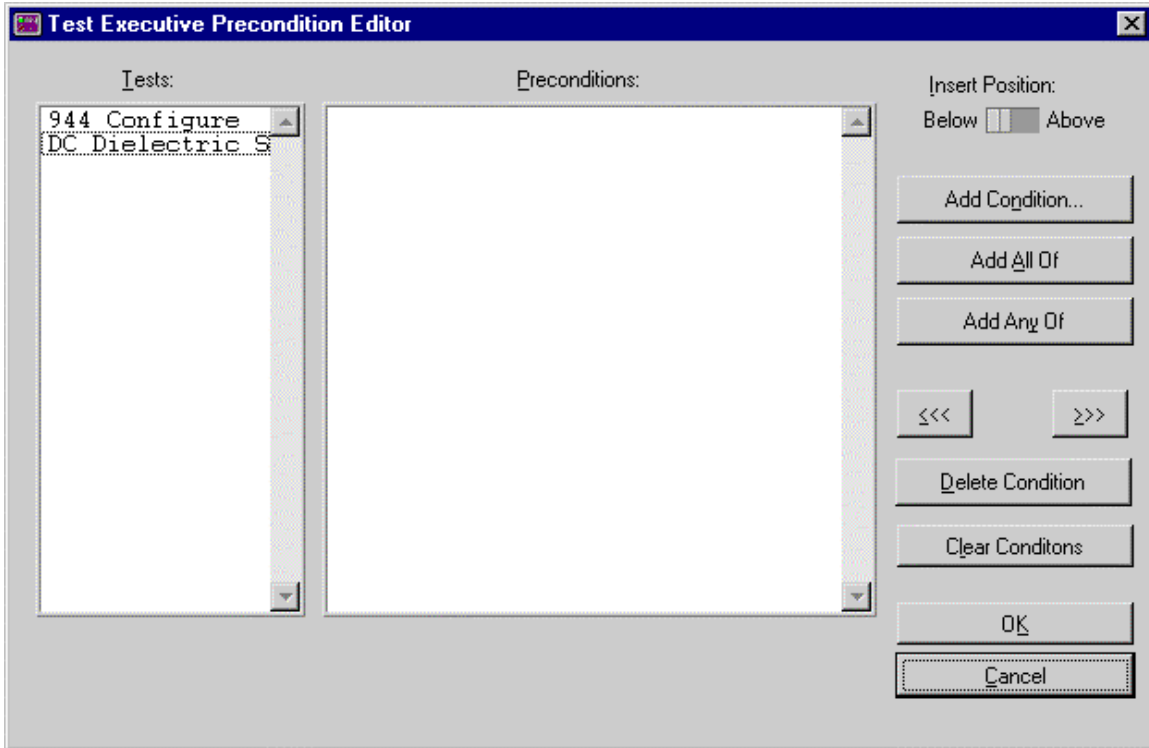 Test Executive Precondition Editor
Tests:
944 Configure
DC Dielectric S
Preconditions:
Insert Position:
Below Above
Add Condition...
Add All Of
Add Any Of
<<< >>>
Delete Condition
Clear Conditons
OK
Cancel